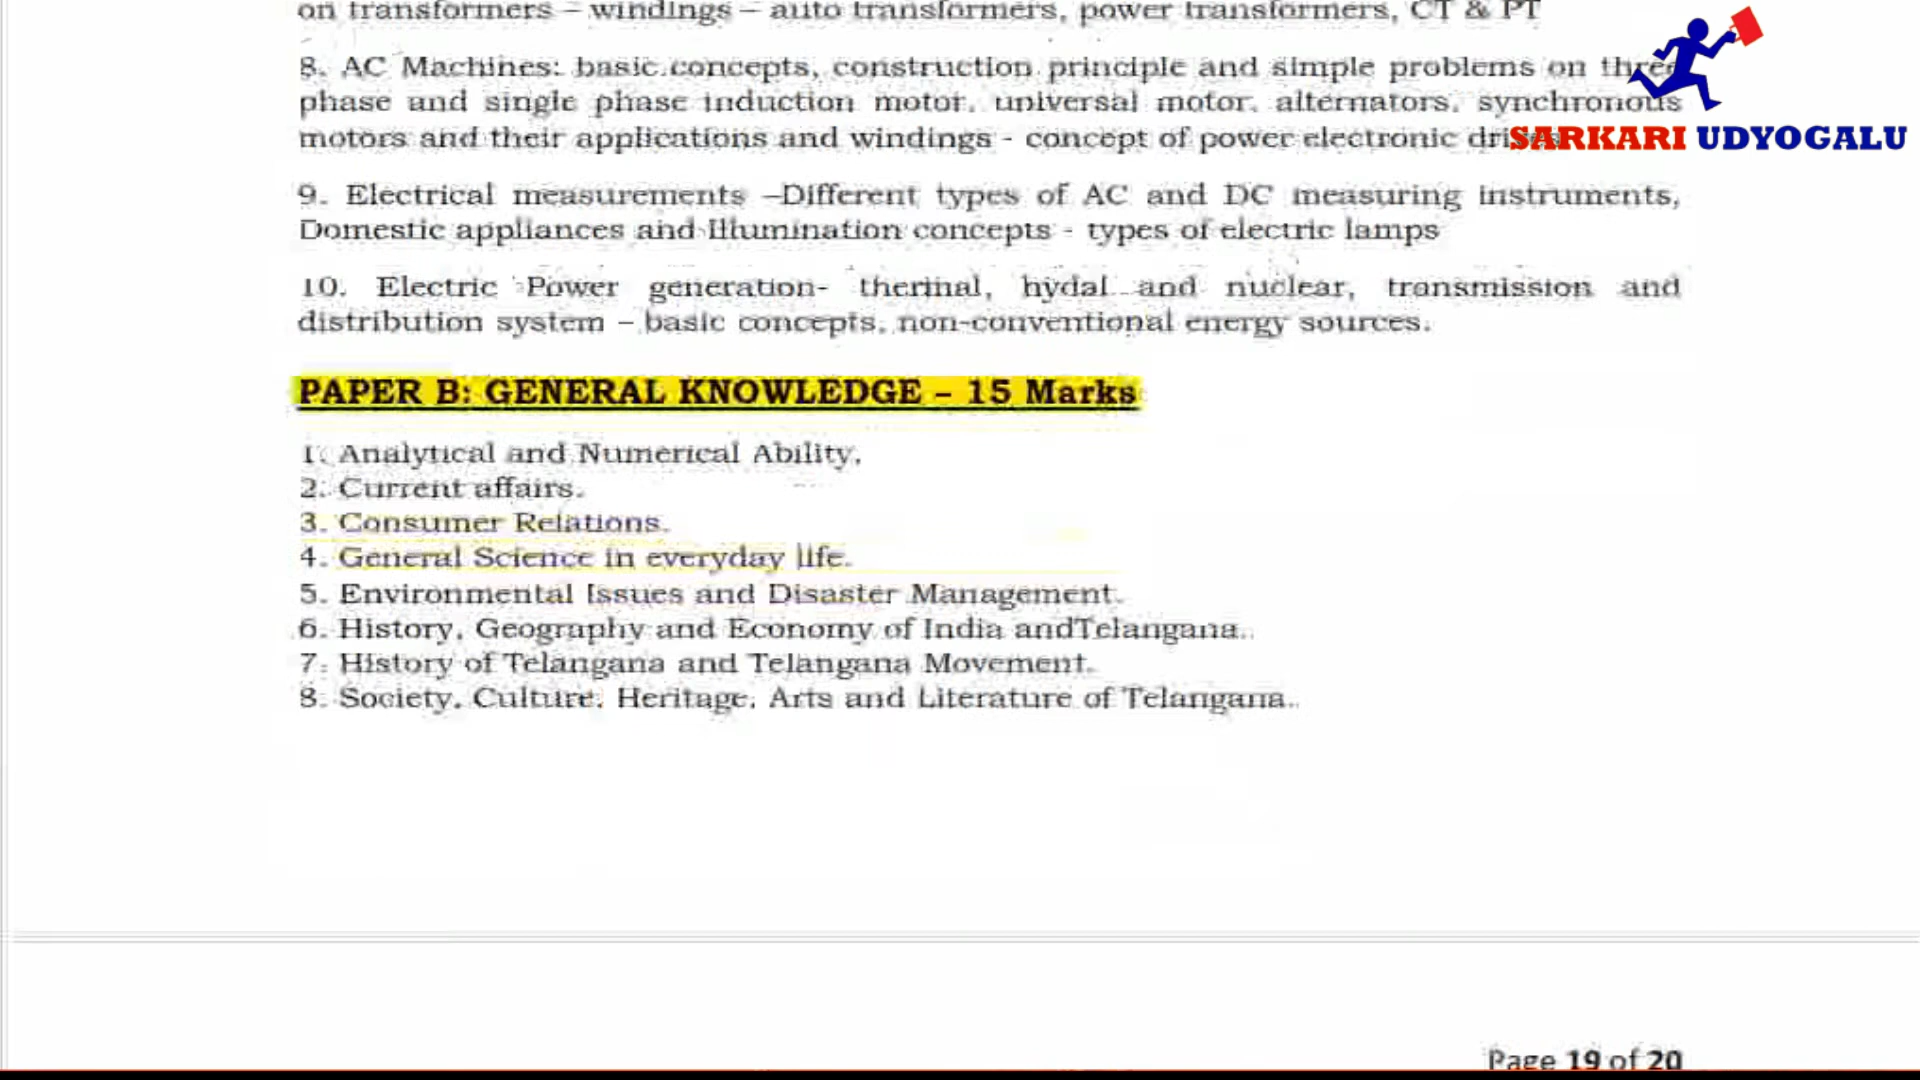 on transformers – windings – auto transformers, power transformers, CT & PT
8. AC Machines: basic concepts, construction principle and simple problems on three
phase and single phase induction motor, universal motor, alternators, synchronous
motors and their applications and windings - concept of power electronic drives
SARKARI UDYOGALU
9. Electrical measurements –Different types of AC and DC measuring instruments,
Domestic appliances and Illumination concepts - types of electric lamps
10. Electric Power generation- thermal, hydal and nuclear, transmission and
distribution system – basic concepts, non-conventional energy sources.
PAPER B: GENERAL KNOWLEDGE – 15 Marks
1. Analytical and Numerical Ability,
2. Current affairs.
3. Consumer Relations.
4. General Science in everyday life.
5. Environmental Issues and Disaster Management.
6. History, Geography and Economy of India andTelangana.
7. History of Telangana and Telangana Movement.
8. Society, Culture, Heritage, Arts and Literature of Telangana.
Page 19 of 20